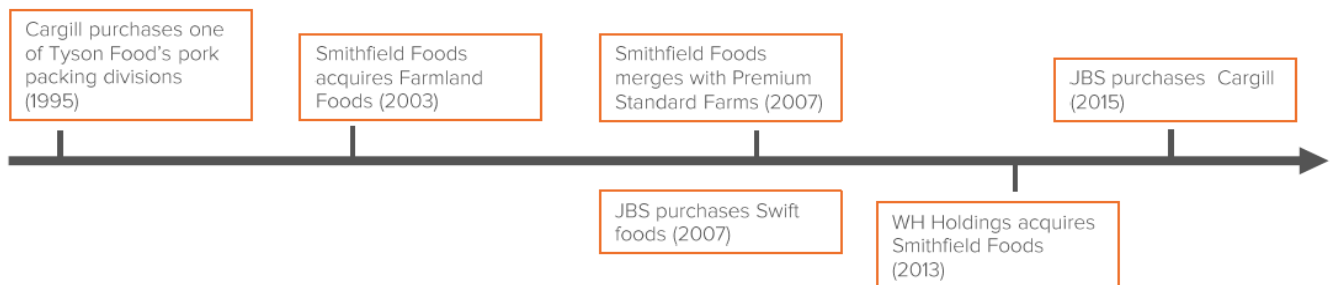 Cargill purchases one
of Tyson Food's pork
packing divisions
(1995)
Smithfield Foods
acquires Farmland
Foods (2003)
Smithfield Foods
merges with Premium
Standard Farms (2007)
JBS purchases Cargill
(2015)
JBS purchases Swift
foods (2007)
WH Holdings acquires
Smithfield Foods
(2013)